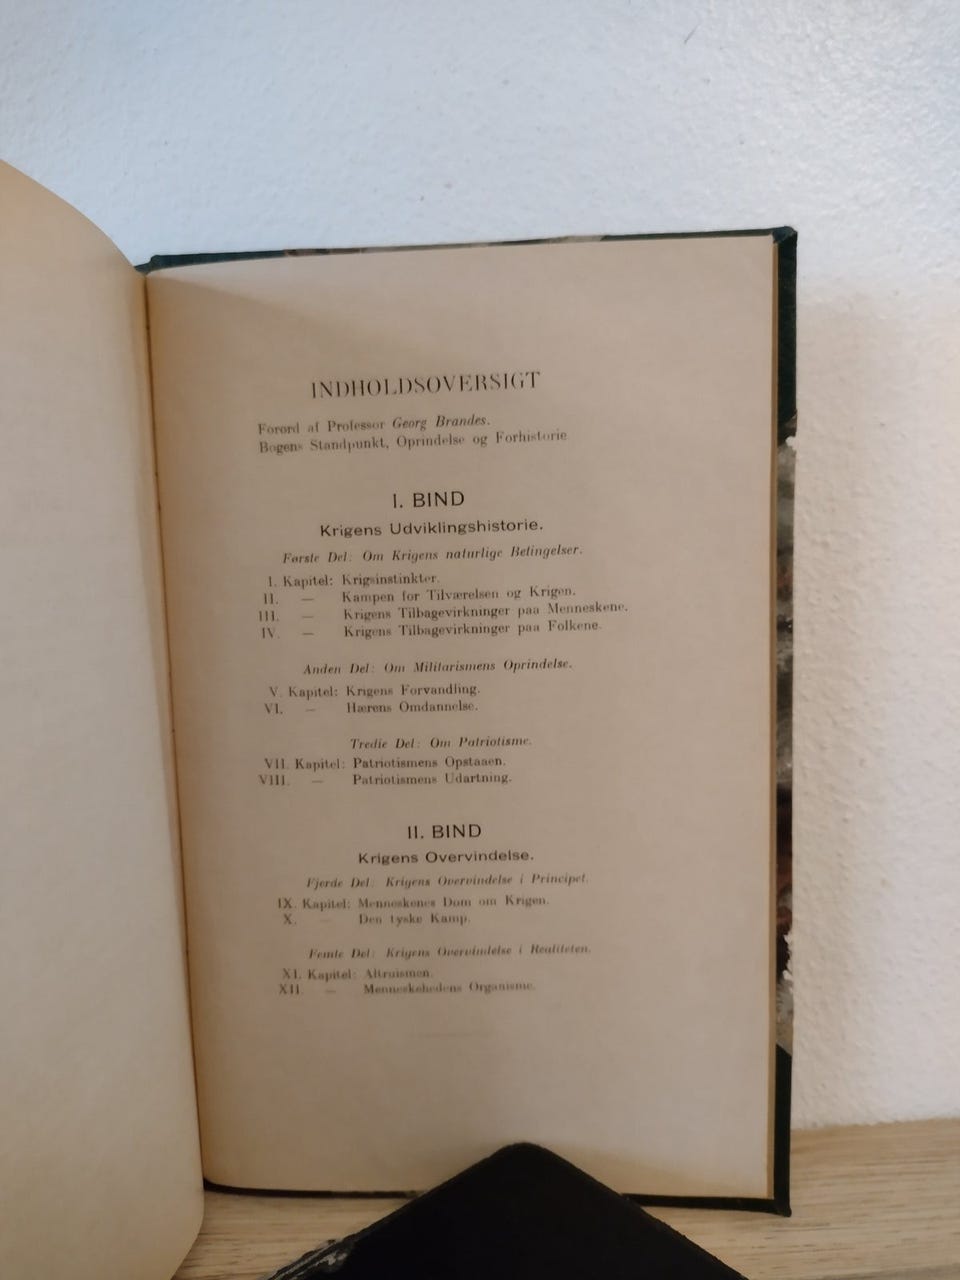 INDHOLDSOVERSIGT
Forord af Professor Georg Brandes.
Bogens Standpunkt, Oprindelse og Forhistorie
I. BIND
Krigens Udviklingshistorie.
Første Del: Om Krigens naturlige Betingelser.
I. Kapitel: Krigsinstinkter.
II. — Kampen for Tilværelsen og Krigen.
III. — Krigens Tilbagevirkninger paa Menneskene.
IV. — Krigens Tilbagevirkninger paa Folkene.
Anden Del: Om Militarismens Oprindelse.
V. Kapitel: Krigens Forvandling.
VI. — Hærens Omdannelse.
Tredie Del: Om Patriotisme.
VII. Kapitel: Patriotismens Opstaaen.
VIII. — Patriotismens Udartning.
II. BIND
Krigens Overvindelse.
Fjerde Del: Krigens Overvindelse i Principet.
IX. Kapitel: Menneskenes Dom om Krigen.
X. — Den tyske Kamp.
Femte Del: Krigens Overvindelse i Realiteten.
XI. Kapitel: Altruismen.
XII. — Menneskehedens Organisme.